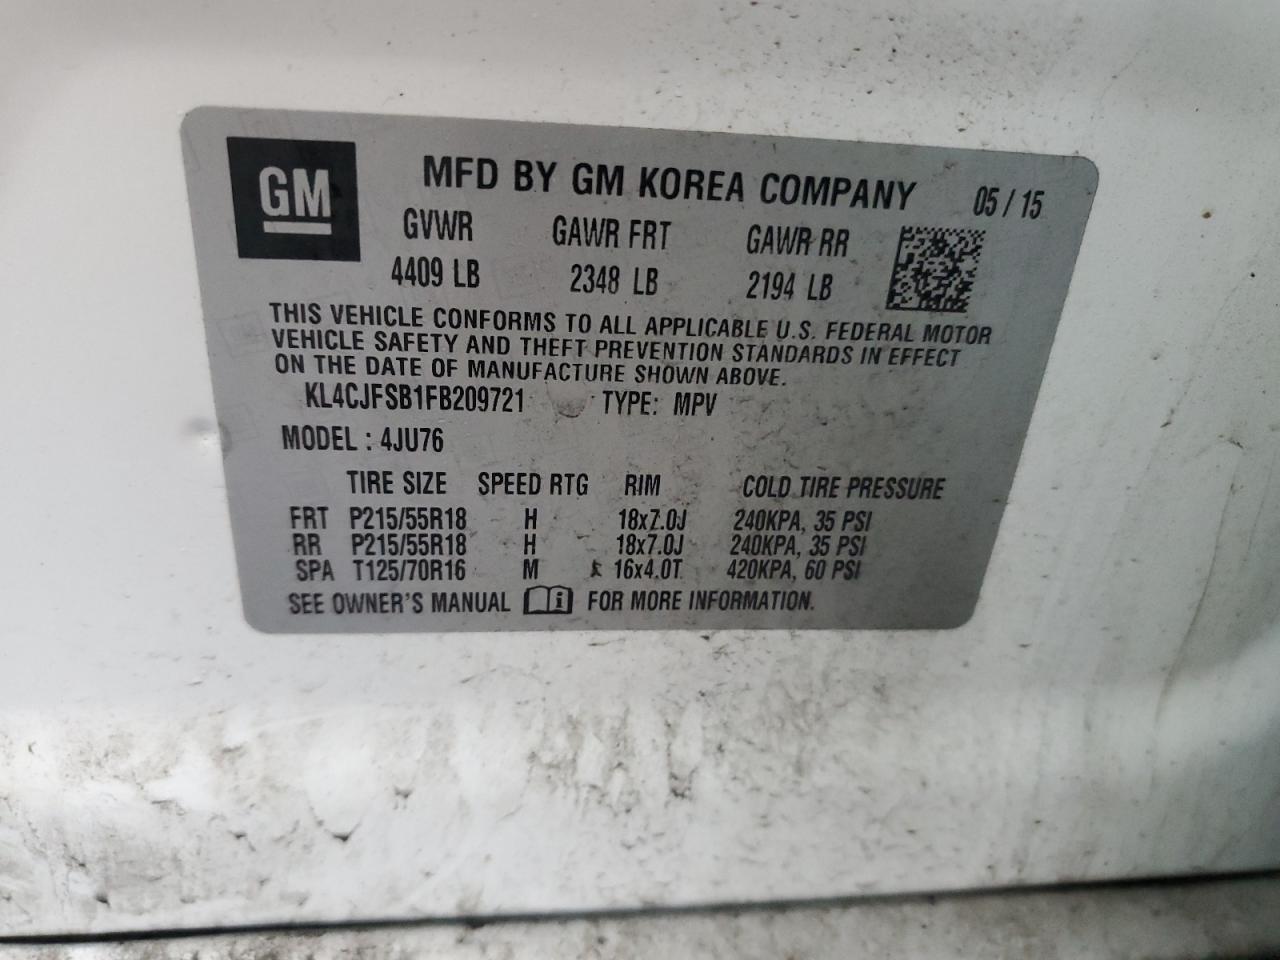 GM
MFD BY GM KOREA COMPANY 05 / 15
GVWR GAWR FRT GAWR RR
4409 LB 2348 LB 2194 LB
THIS VEHICLE CONFORMS TO ALL APPLICABLE U.S. FEDERAL MOTOR
VEHICLE SAFETY AND THEFT PREVENTION STANDARDS IN EFFECT
ON THE DATE OF MANUFACTURE SHOWN ABOVE.
KL4CJFSB1FB209721 TYPE: MPV
MODEL : 4JU76
TIRE SIZE SPEED RTG RIM COLD TIRE PRESSURE
FRT P215/55R18 H 18x7.0J 240KPA, 35 PSI
RR P215/55R18 H 18x7.0J 240KPA, 35 PSI
SPA T125/70R16 M 16x4.0T 420KPA, 60 PSI
SEE OWNER'S MANUAL i FOR MORE INFORMATION.